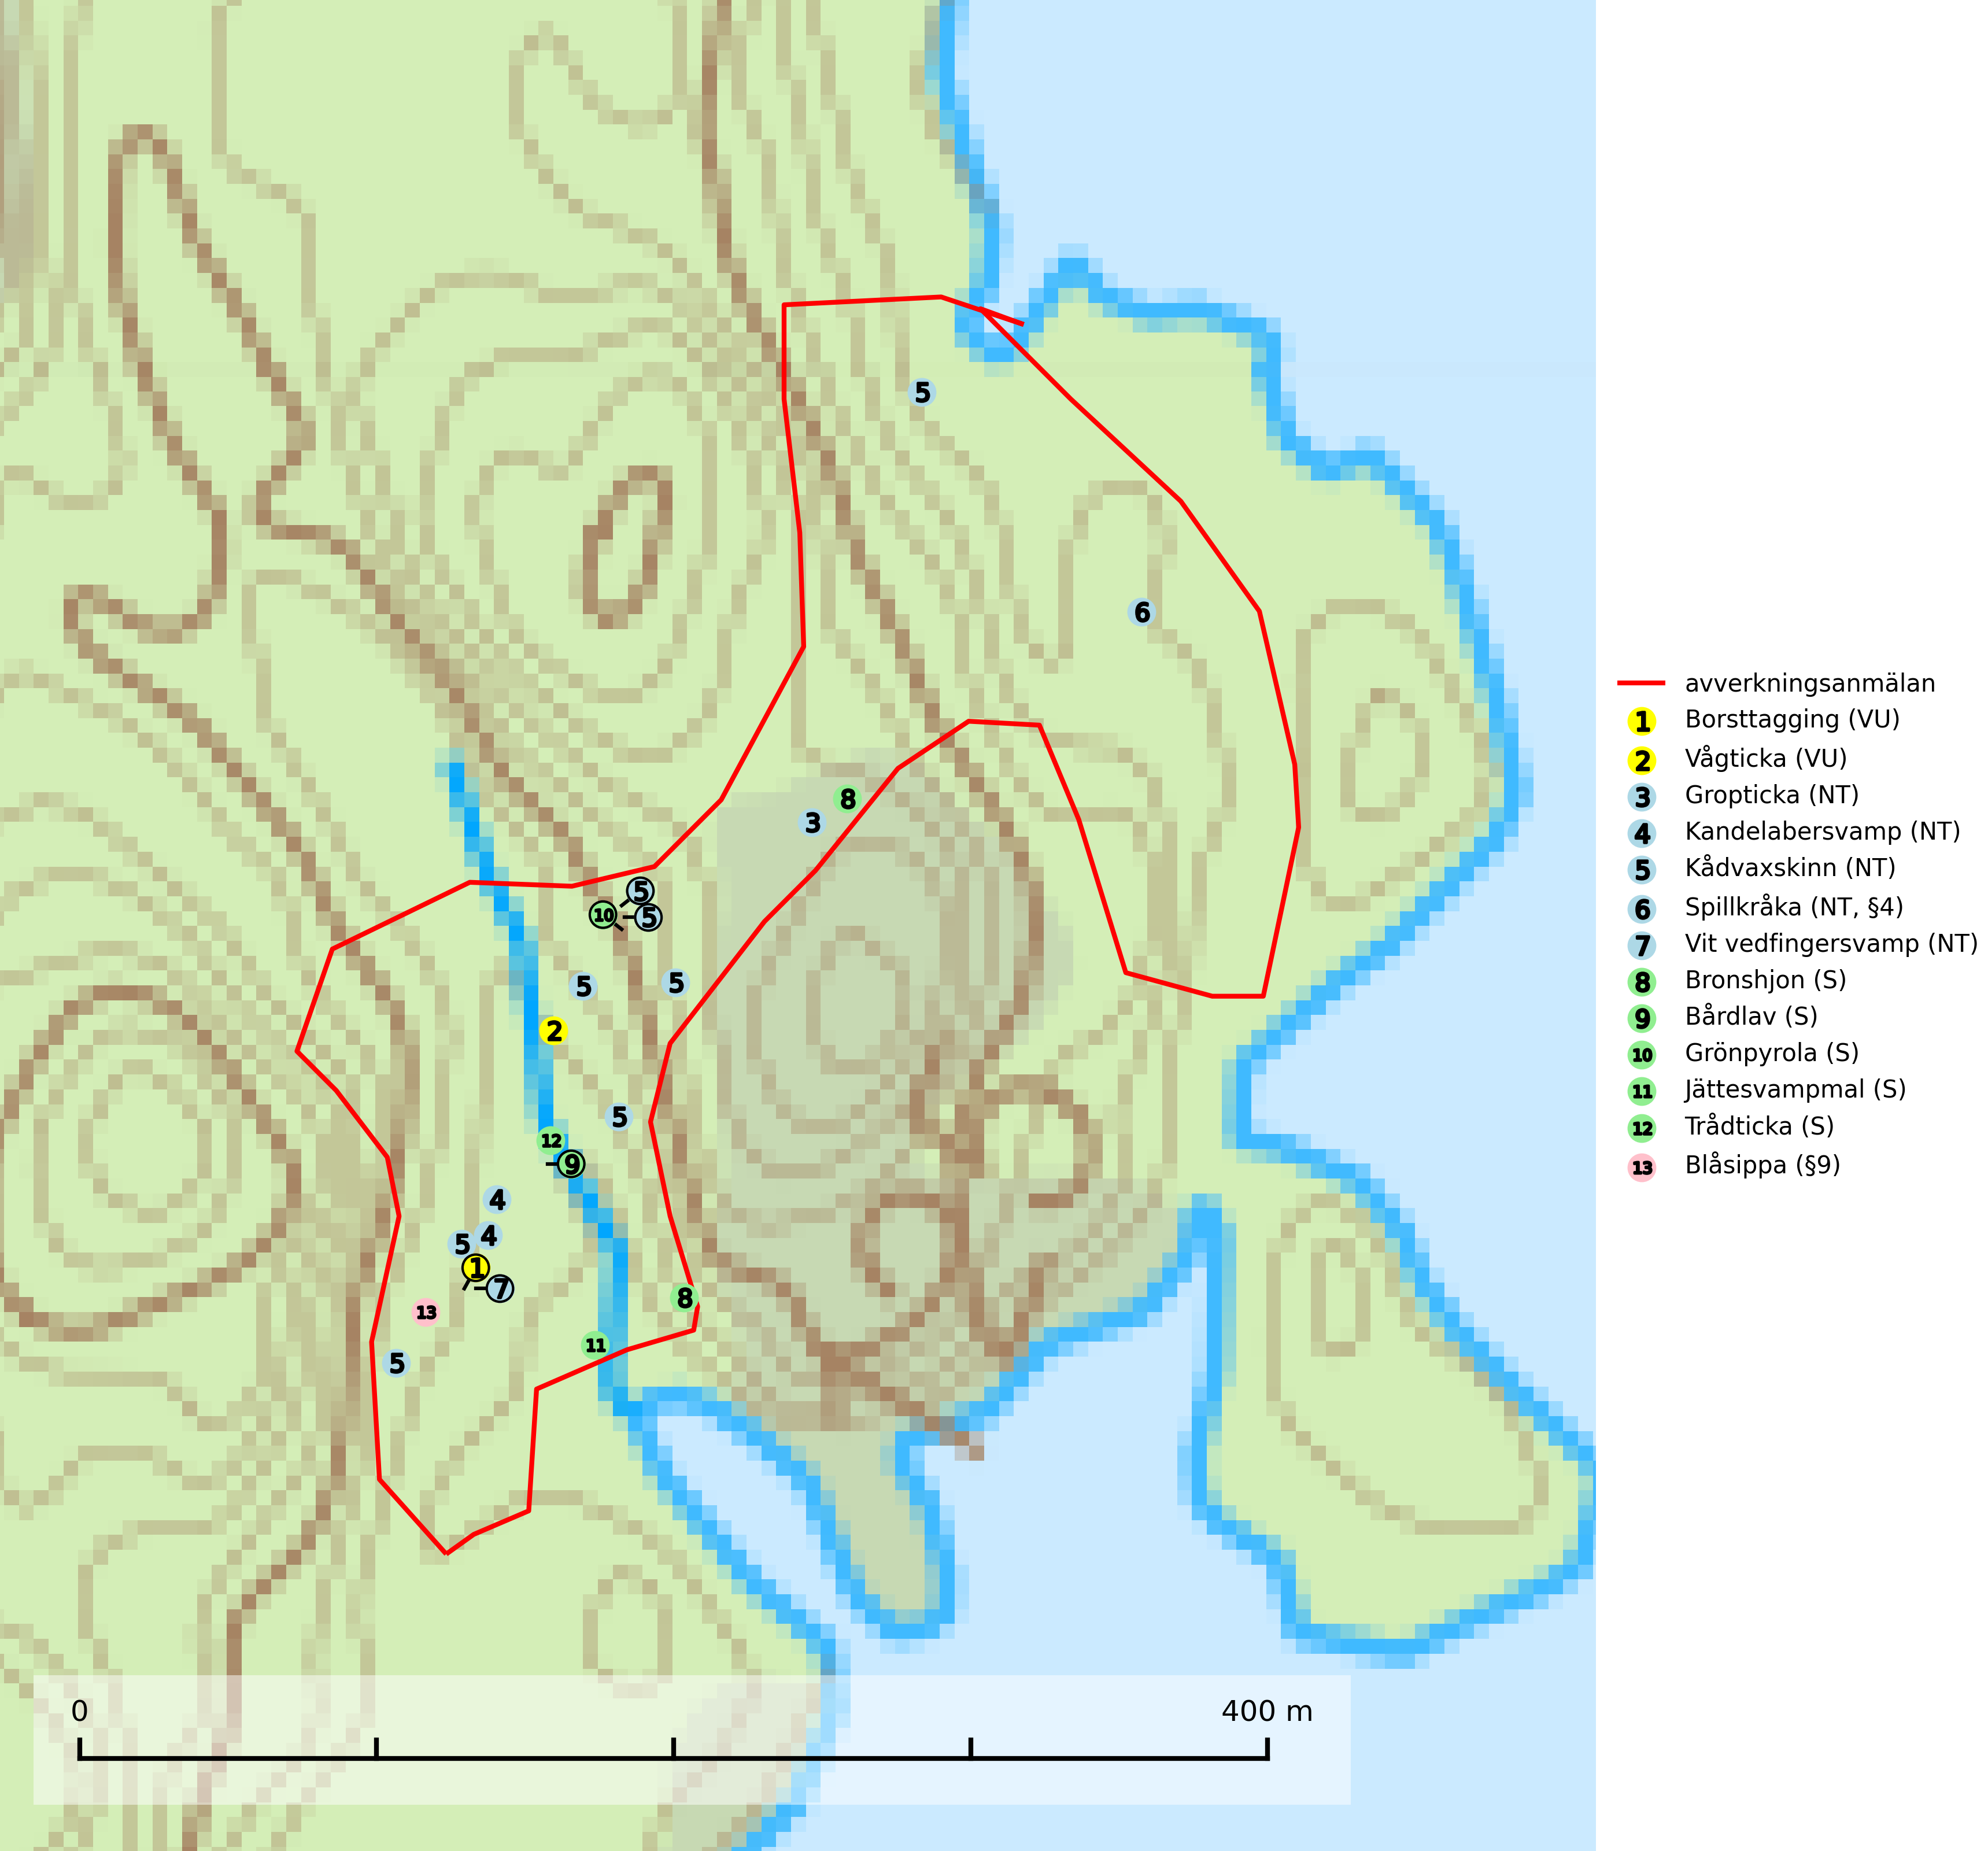 5
6
8
3
5
10
5
5
5
2
5
12
9
4
4
5
1
7
13
8
11
5
0
400 m
avverkningsanmälan
1 Borsttagging (VU)
2 Vågticka (VU)
3 Gropticka (NT)
4 Kandelabersvamp (NT)
5 Kådvaxskinn (NT)
6 Spillkråka (NT, §4)
7 Vit vedfingersvamp (NT)
8 Bronshjon (S)
9 Bårdlav (S)
10 Grönpyrola (S)
11 Jättesvampmal (S)
12 Trådticka (S)
13 Blåsippa (§9)